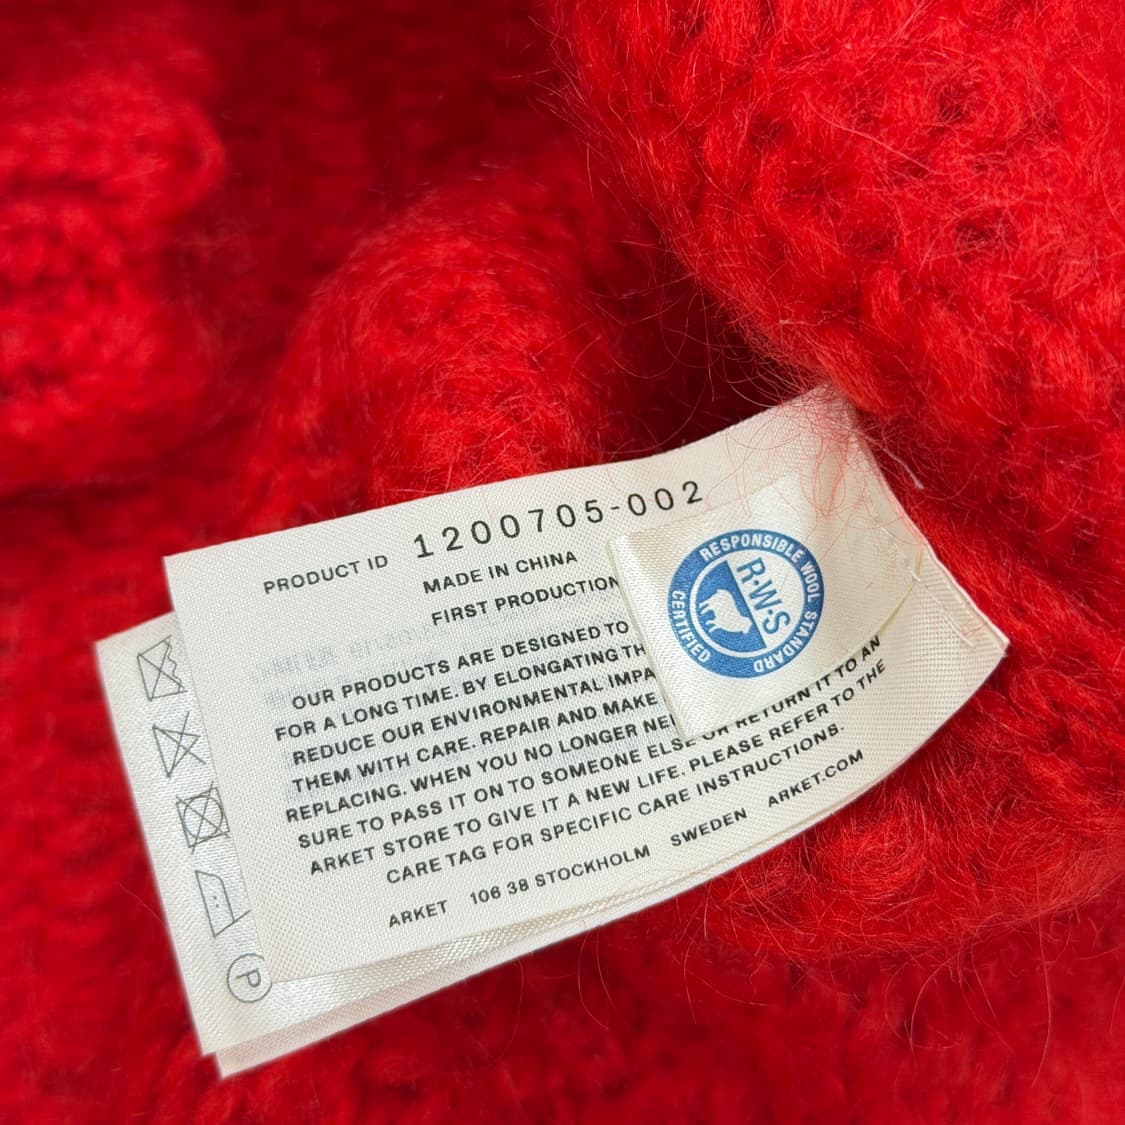 PRODUCT ID 1200705-002
MADE IN CHINA
FIRST PRODUCTION
OUR PRODUCTS ARE DESIGNED TO
FOR A LONG TIME. BY ELONGATING
REDUCE OUR ENVIRONMENTAL
THEM WITH CARE. REPAIR AND MAKE
REPLACING. WHEN YOU NO LONGER
SURE TO PASS IT ON TO SOMEONE ELSE OR RETURN IT TO AN
ARKET STORE TO GIVE IT A NEW LIFE. PLEASE REFER TO THE
CARE TAG FOR SPECIFIC CARE INSTRUCTIONS.
ARKET 106 38 STOCKHOLM SWEDEN ARKET.COM
RESPONSIBLE WOOL STANDARD
R·W·S
CERTIFIED
P